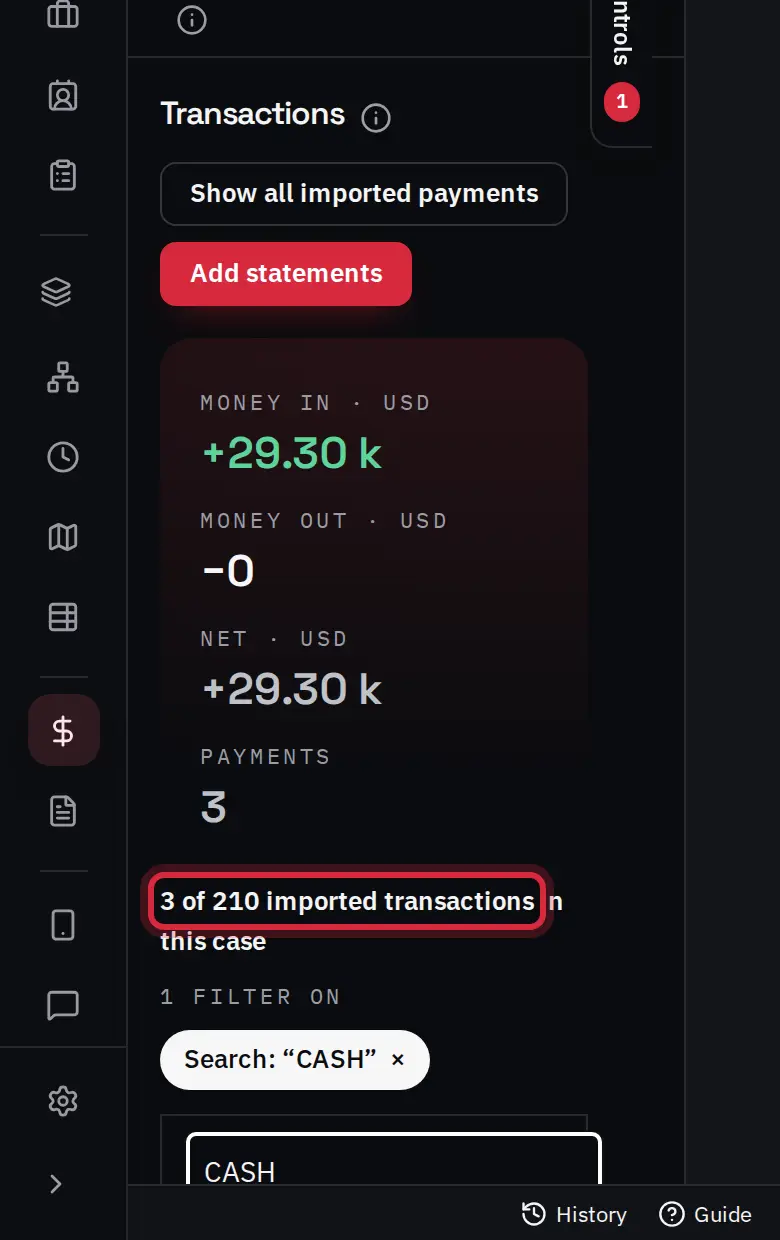 ntrols
1
Transactions
Show all imported payments
Add statements
MONEY IN · USD
+29.30 k
MONEY OUT · USD
−0
NET · USD
+29.30 k
PAYMENTS
3
3 of 210 imported transactions n
this case
1 FILTER ON
Search: “CASH” ×
CASH
History
Guide